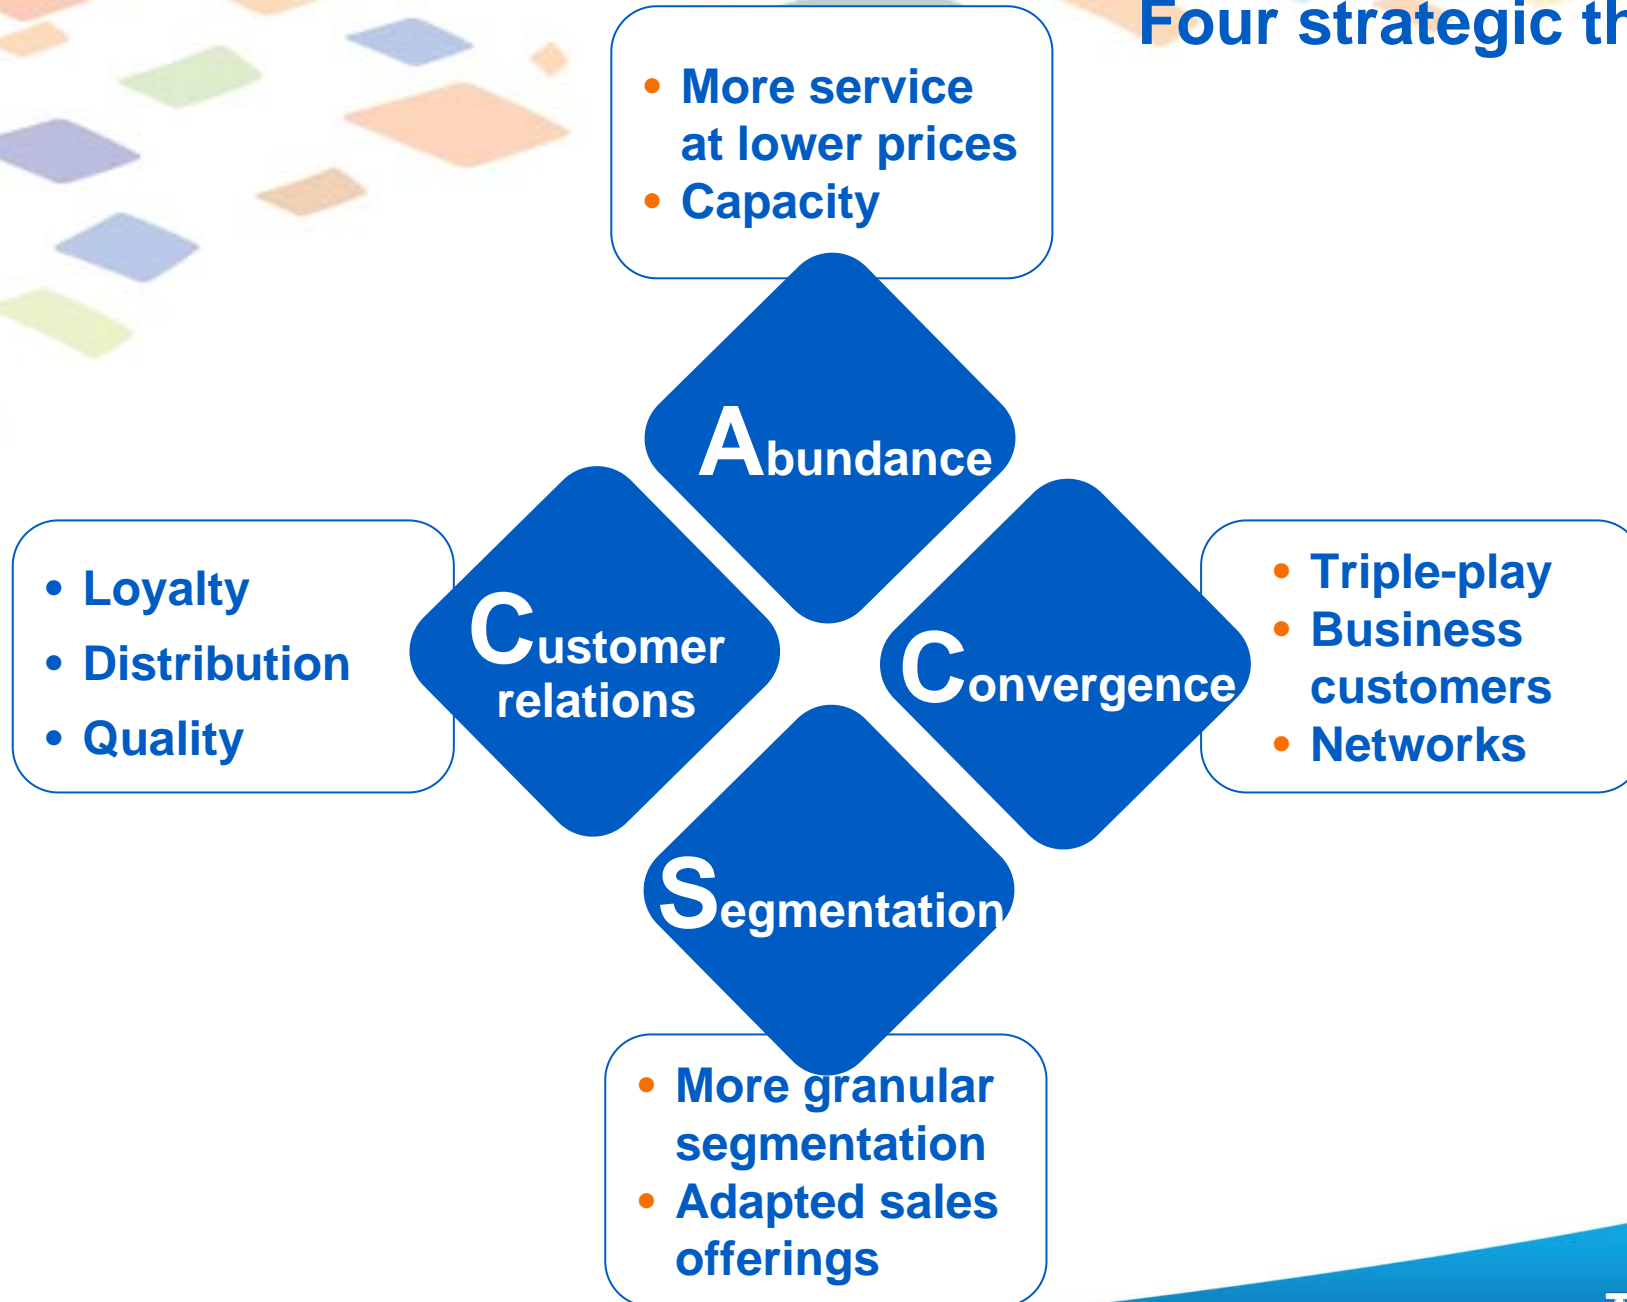 Four strategic
• More service
at lower prices
• Capacity
Abundance
• Loyalty
• Distribution
• Quality
Customer
relations
Convergence
• Triple-play
• Business
customers
• Networks
Segmentation
• More granular
segmentation
• Adapted sales
offerings